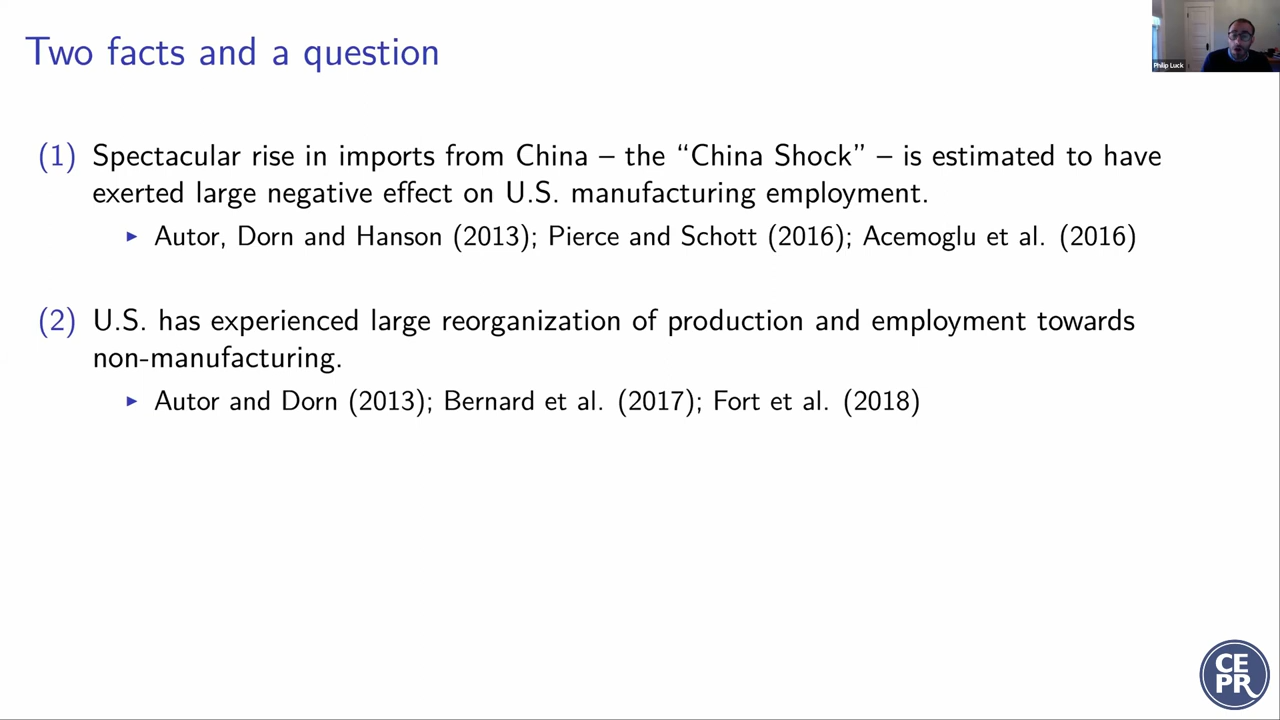 Two facts and a question
Philip Luck
(1) Spectacular rise in imports from China – the “China Shock” – is estimated to have
exerted large negative effect on U.S. manufacturing employment.
▶ Autor, Dorn and Hanson (2013); Pierce and Schott (2016); Acemoglu et al. (2016)
(2) U.S. has experienced large reorganization of production and employment towards
non-manufacturing.
▶ Autor and Dorn (2013); Bernard et al. (2017); Fort et al. (2018)
CE
PR